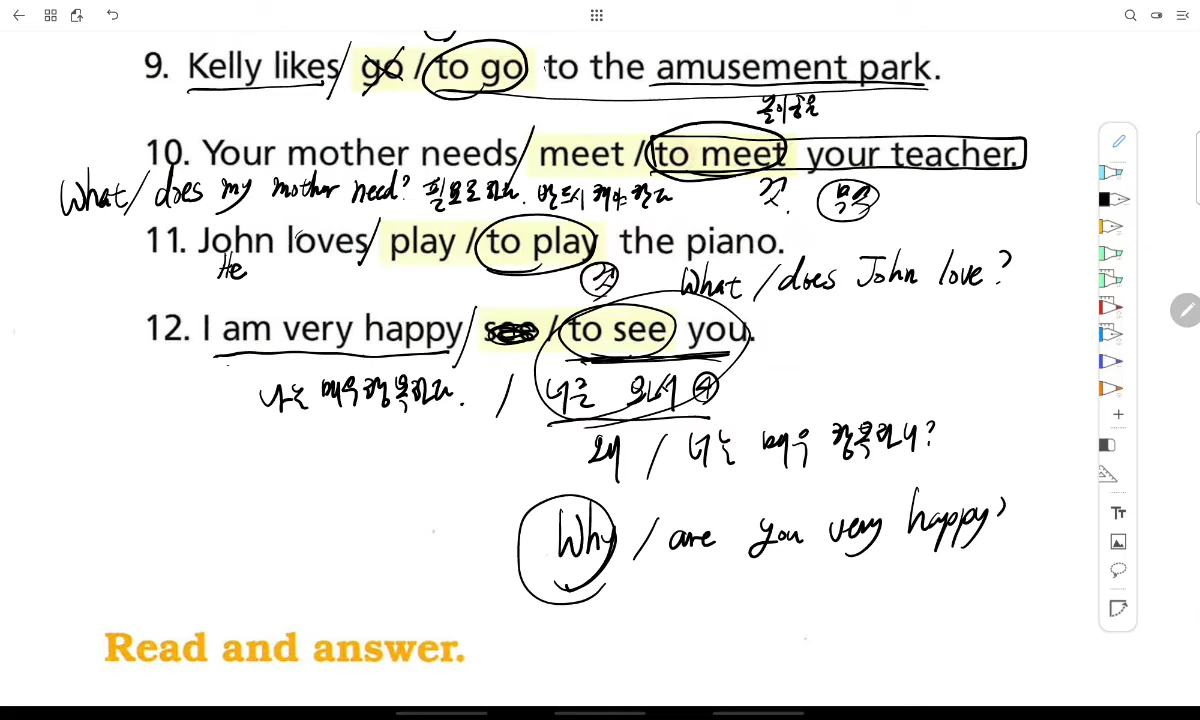 9. Kelly likes/ go / to go to the amusement park.
놀이공원
10. Your mother needs/ meet / to meet your teacher.
What / does my mother need? 필요로하다. 반드시 해야 한다 것. 목적
11. John loves/ play / to play the piano.
He 것 What / does John love?
12. I am very happy / see / to see you.
나는 매우 행복하다. / 너를 보니 서
왜 / 너는 매우 행복하니?
Why / are you very happy?
Read and answer.
Tт